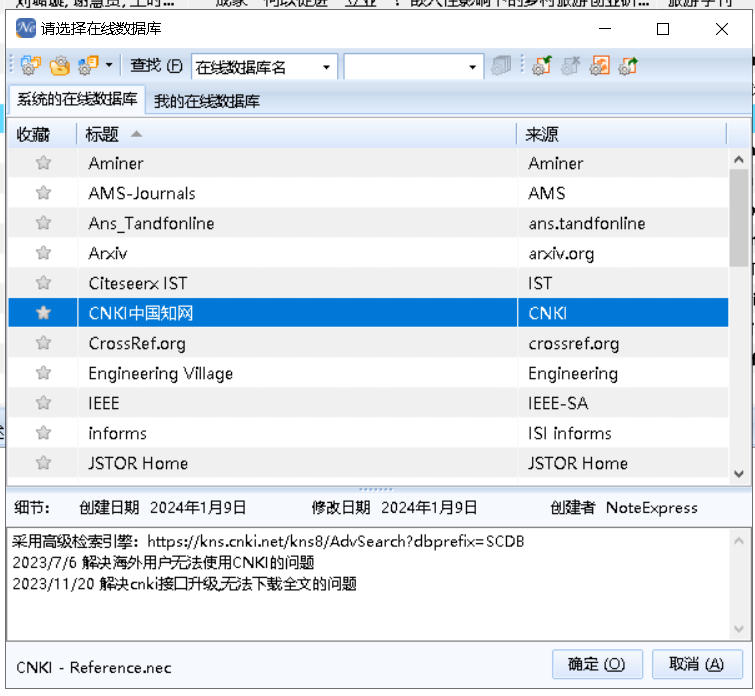 请选择在线数据库
查找 (F) 在线数据库名
系统的在线数据库 我的在线数据库
收藏 标题 来源
Aminer Aminer
AMS-Journals AMS
Ans_Tandfonline ans.tandfonline
Arxiv arxiv.org
Citeseerx IST IST
CNKI中国知网 CNKI
CrossRef.org crossref.org
Engineering Village Engineering
IEEE IEEE-SA
informs ISI informs
JSTOR Home JSTOR Home
细节: 创建日期 2024年1月9日 修改日期 2024年1月9日 创建者 NoteExpress
采用高级检索引擎：https://kns.cnki.net/kns8/AdvSearch?dbprefix=SCDB
2023/7/6 解决海外用户无法使用CNKI的问题
2023/11/20 解决cnki接口升级,无法下载全文的问题
CNKI - Reference.nec 确定 (O) 取消 (A)